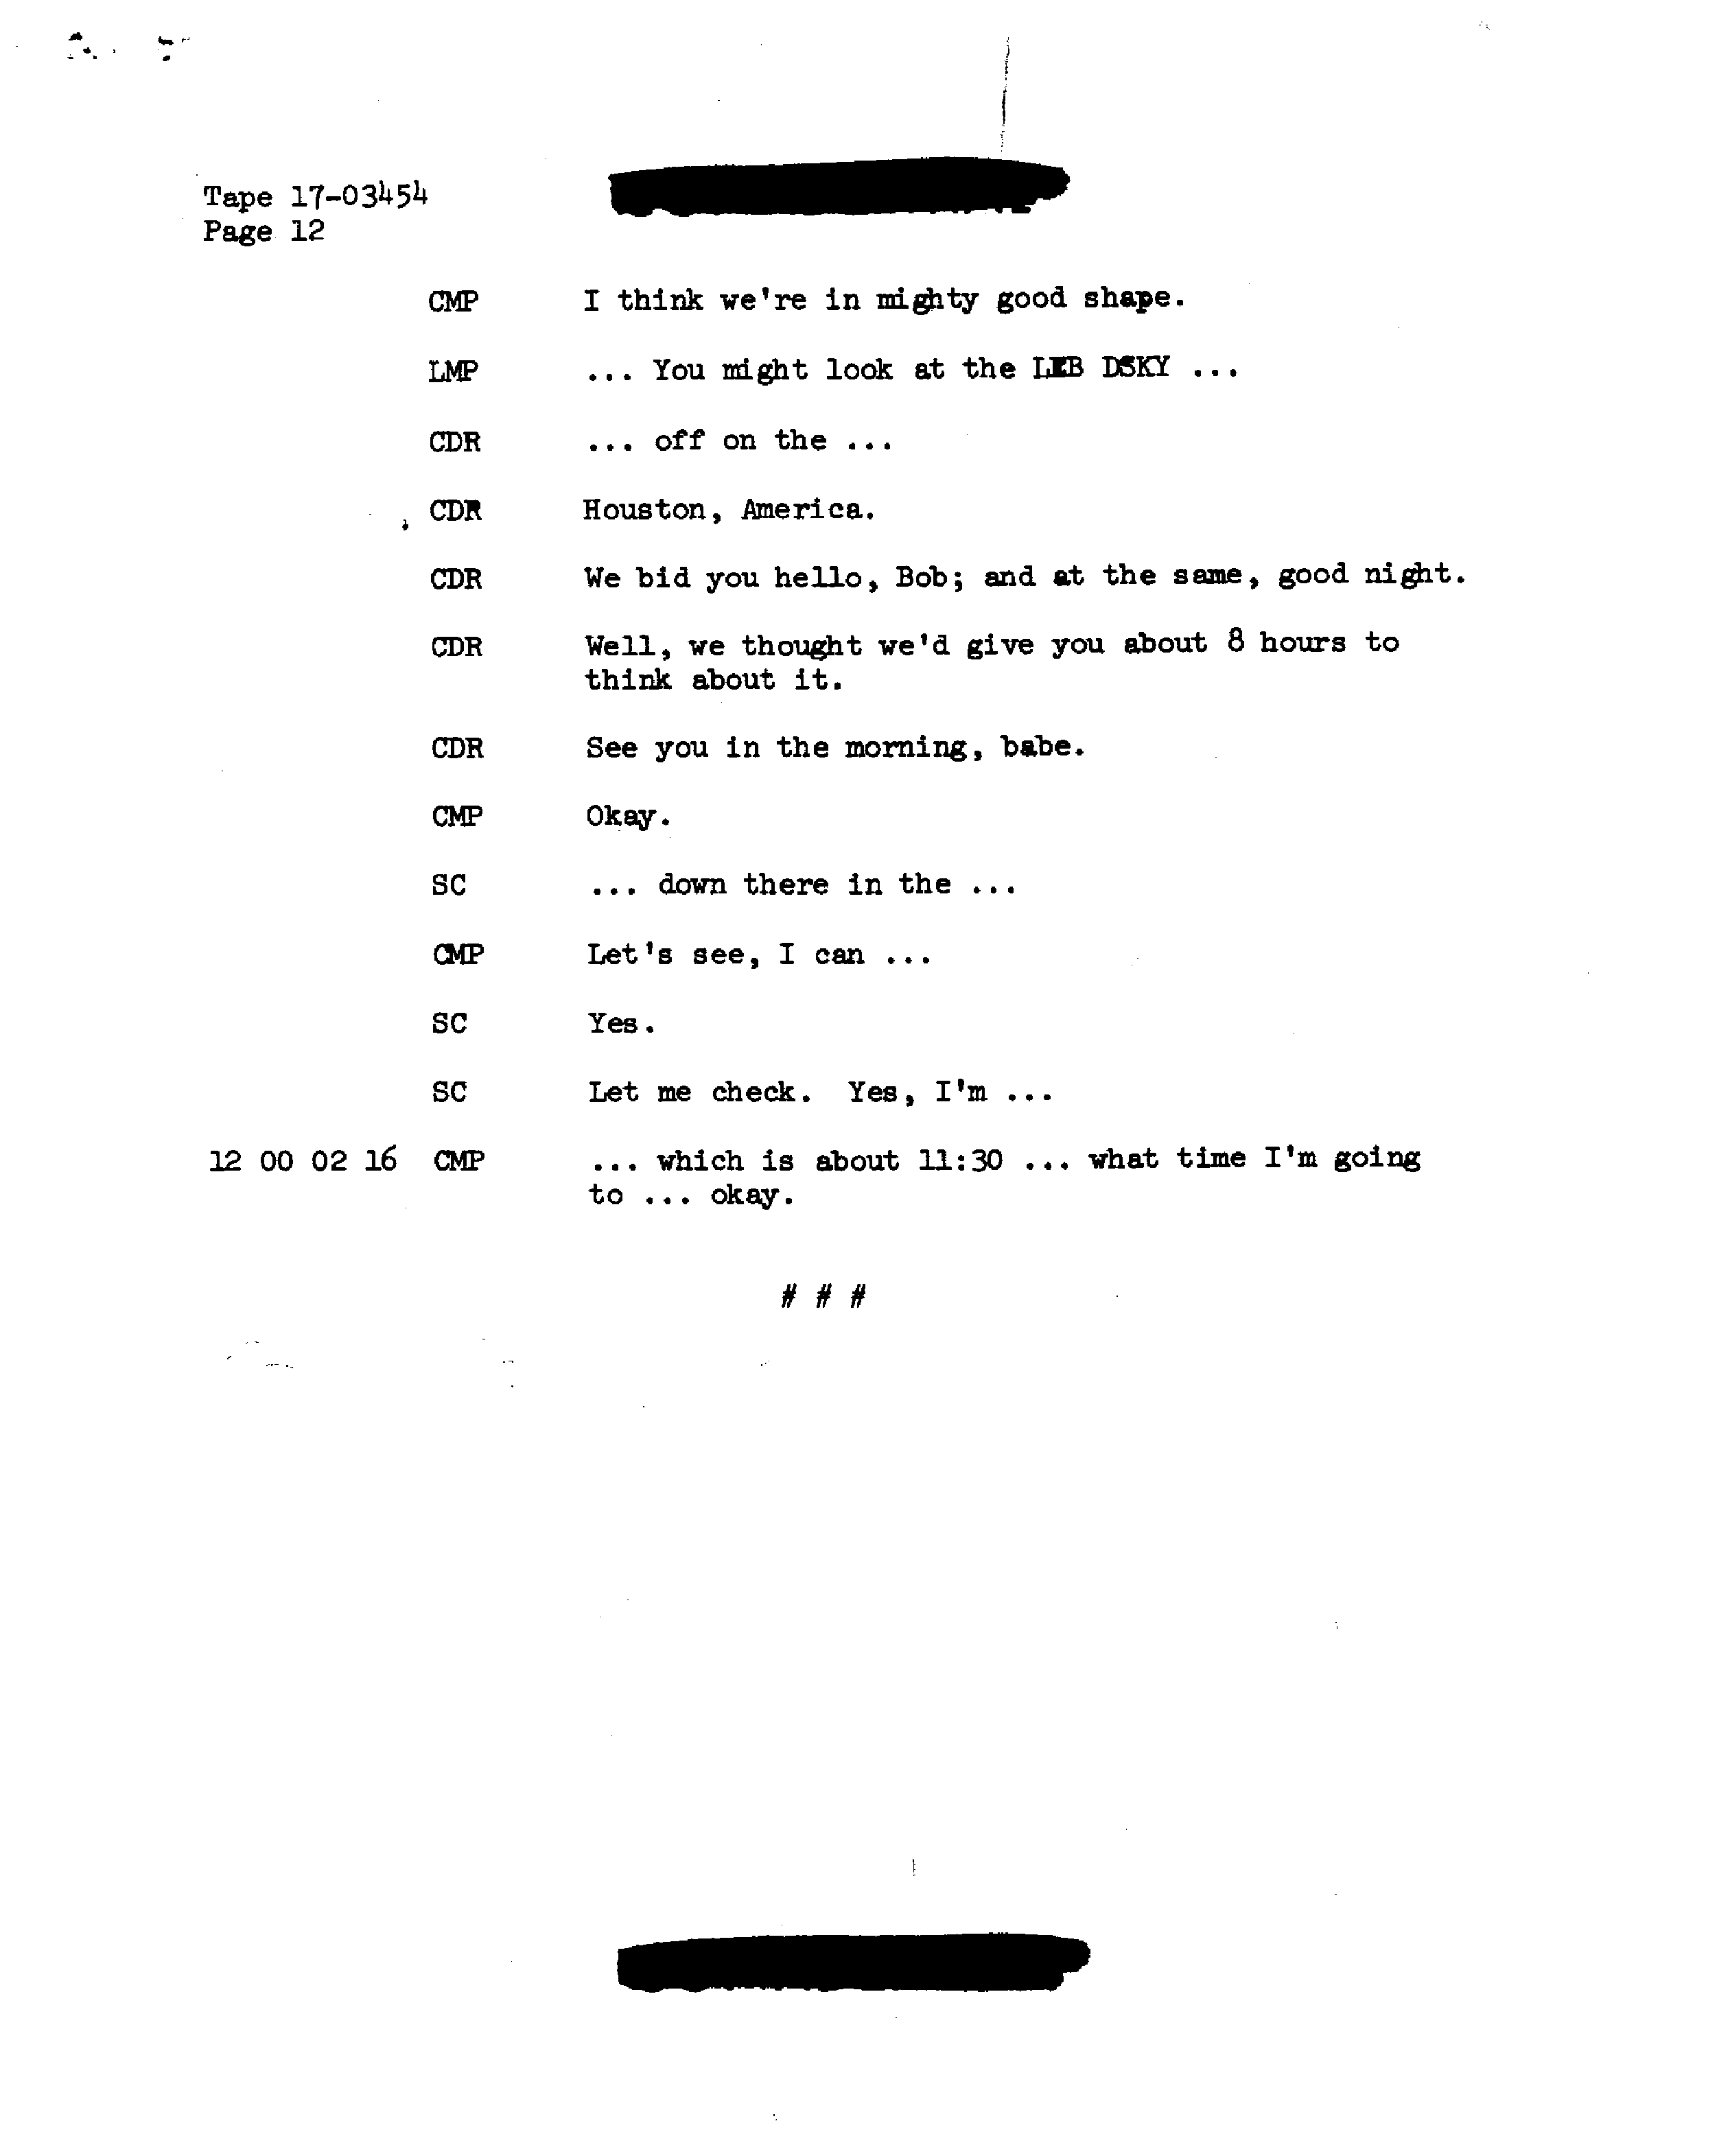 Tape 17-03454
Page 12
CMP I think we're in mighty good shape.
LMP ... You might look at the LEB DSKY ...
CDR ... off on the ...
CDR Houston, America.
CDR We bid you hello, Bob; and at the same, good night.
CDR Well, we thought we'd give you about 8 hours to
think about it.
CDR See you in the morning, babe.
CMP Okay.
SC ... down there in the ...
CMP Let's see, I can ...
SC Yes.
SC Let me check. Yes, I'm ...
12 00 02 16 CMP ... which is about 11:30 ... what time I'm going
to ... okay.
# # #